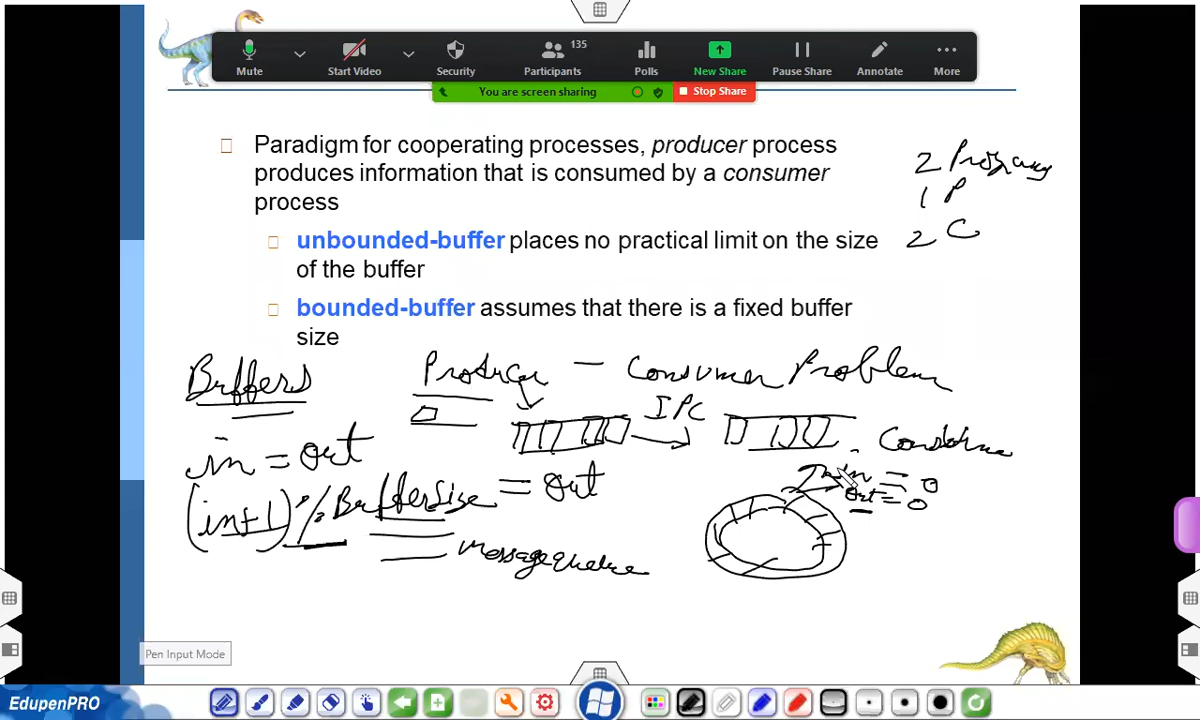 135
Mute
Start Video
Security
Participants
Polls
New Share
Pause Share
Annotate
More
You are screen sharing
Stop Share
Paradigm for cooperating processes, producer process
produces information that is consumed by a consumer
process
unbounded-buffer places no practical limit on the size
of the buffer
bounded-buffer assumes that there is a fixed buffer
size
2
1 P
2 C
Buffers
Producer - Consumer Problem
IPC
in = out
in = 0
out = 0
(in+1) % Buffersize = out
message queue
Pen Input Mode
EdupenPRO